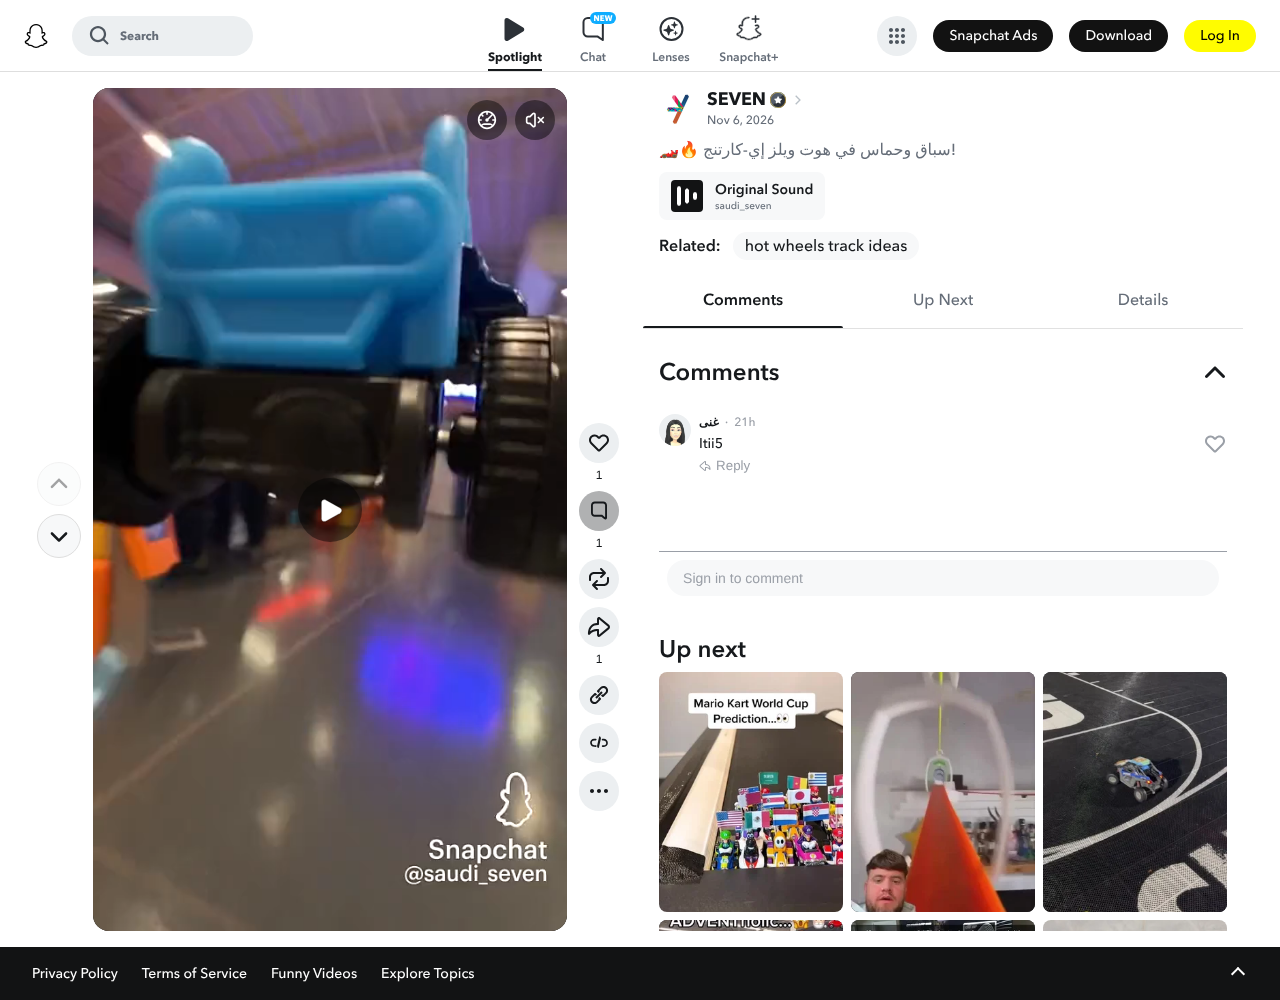 Search
Spotlight
NEW
Chat
Lenses
Snapchat+
Snapchat Ads
Download
Log In
SEVEN
Nov 6, 2026
سباق وحماس في هوت ويلز إي-كارتنج 🔥🏎️!
Original Sound
saudi_seven
Related:
hot wheels track ideas
Comments
Up Next
Details
Comments
غنى · 21h
Itii5
Reply
1
1
1
Sign in to comment
Snapchat
@saudi_seven
Up next
Mario Kart World Cup
Prediction...👀
Privacy Policy
Terms of Service
Funny Videos
Explore Topics